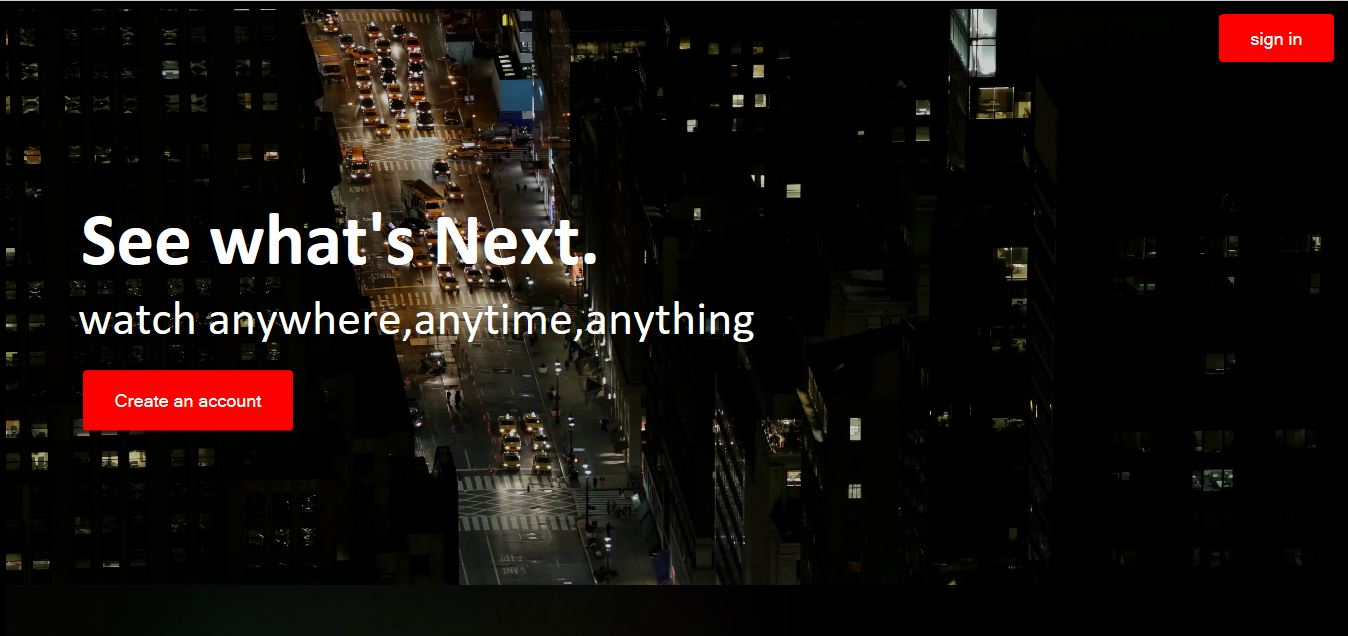 sign in
See what's Next.
watch anywhere,anytime,anything
Create an account